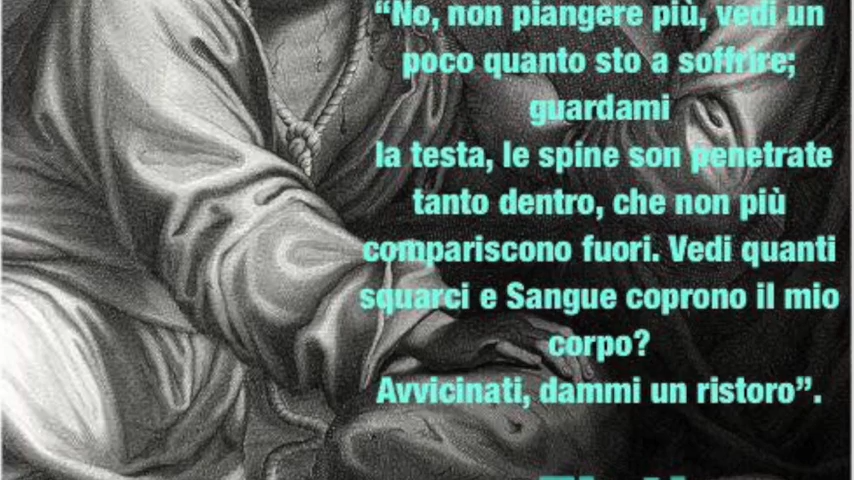 “No, non piangere più, vedi un
poco quanto sto a soffrire;
guardami
la testa, le spine son penetrate
tanto dentro, che non più
compariscono fuori. Vedi quanti
squarci e Sangue coprono il mio
corpo?
Avvicinati, dammi un ristoro”.